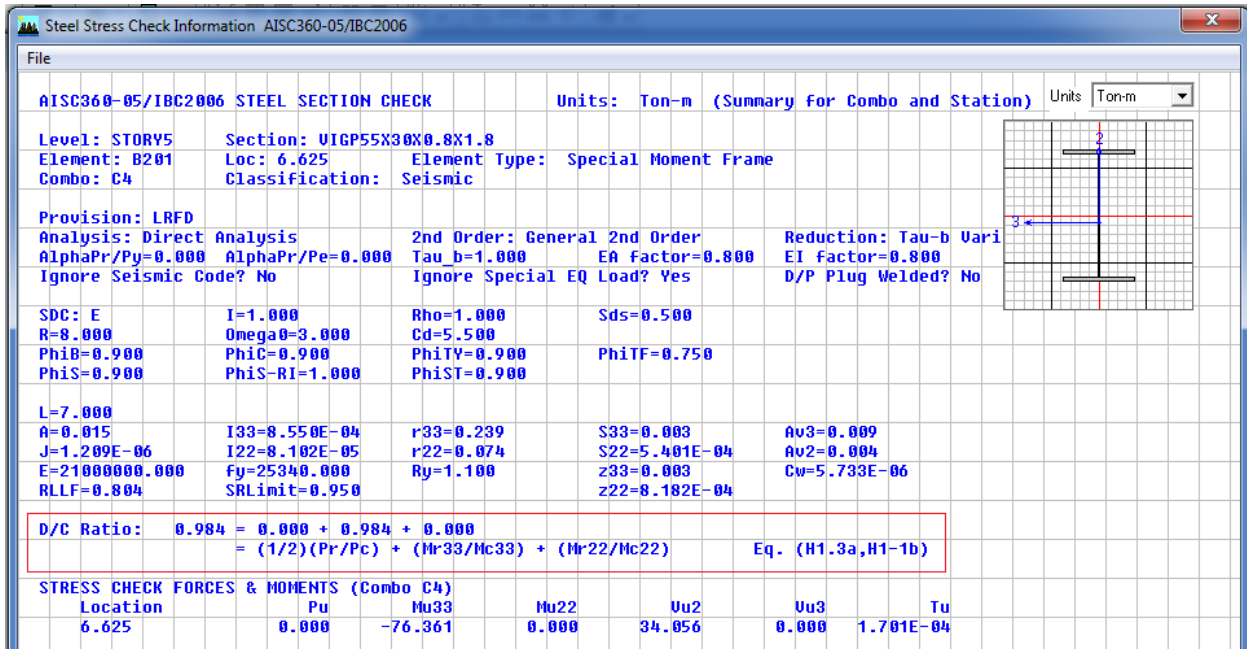 Steel Stress Check Information AISC360-05/IBC2006
File
AISC360-05/IBC2006 STEEL SECTION CHECK Units: Ton-m (Summary for Combo and Station) Units Ton-m
Level: STORY5 Section: VIGP55X30X0.8X1.8
Element: B201 Loc: 6.625 Element Type: Special Moment Frame
Combo: C4 Classification: Seismic
2
3
Provision: LRFD
Analysis: Direct Analysis 2nd Order: General 2nd Order Reduction: Tau-b Vari
AlphaPr/Py=0.000 AlphaPr/Pe=0.000 Tau_b=1.000 EA factor=0.800 EI factor=0.800
Ignore Seismic Code? No Ignore Special EQ Load? Yes D/P Plug Welded? No
SDC: E I=1.000 Rho=1.000 Sds=0.500
R=8.000 Omega0=3.000 Cd=5.500
PhiB=0.900 PhiC=0.900 PhiTY=0.900 PhiTF=0.750
PhiS=0.900 PhiS-RI=1.000 PhiST=0.900
L=7.000
A=0.015 I33=8.550E-04 r33=0.239 S33=0.003 Av3=0.009
J=1.209E-06 I22=8.102E-05 r22=0.074 S22=5.401E-04 Av2=0.004
E=21000000.000 fy=25340.000 Ry=1.100 z33=0.003 Cw=5.733E-06
RLLF=0.804 SRLimit=0.950 z22=8.182E-04
D/C Ratio: 0.984 = 0.000 + 0.984 + 0.000
= (1/2)(Pr/Pc) + (Mr33/Mc33) + (Mr22/Mc22) Eq. (H1.3a,H1-1b)
STRESS CHECK FORCES & MOMENTS (Combo C4)
Location Pu Mu33 Mu22 Vu2 Vu3 Tu
6.625 0.000 -76.361 0.000 34.056 0.000 1.701E-04